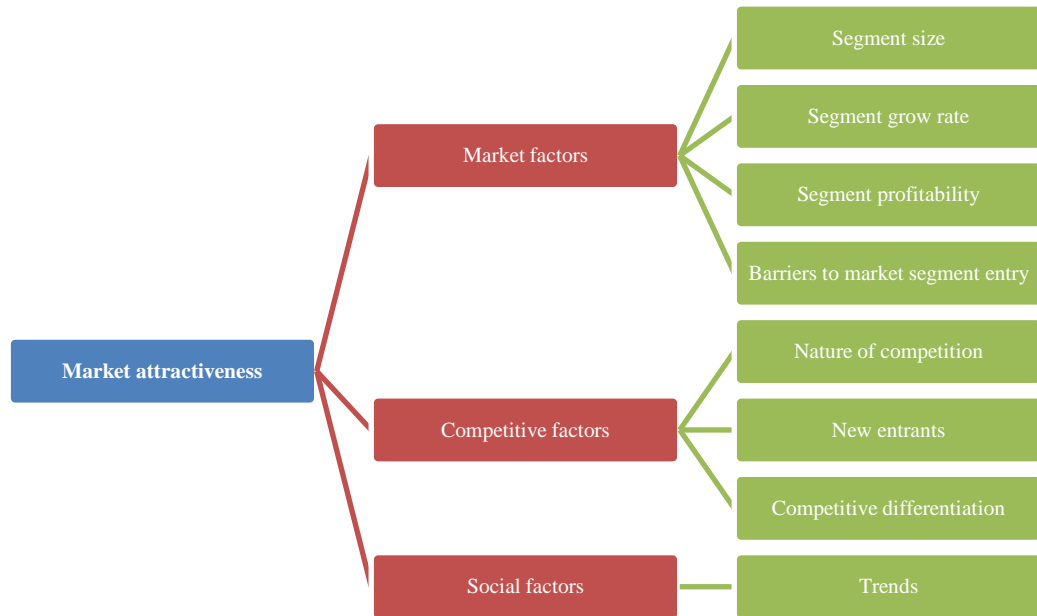 Segment size
Segment grow rate
Market factors
Segment profitability
Barriers to market segment entry
Market attractiveness
Nature of competition
Competitive factors
New entrants
Competitive differentiation
Social factors
Trends